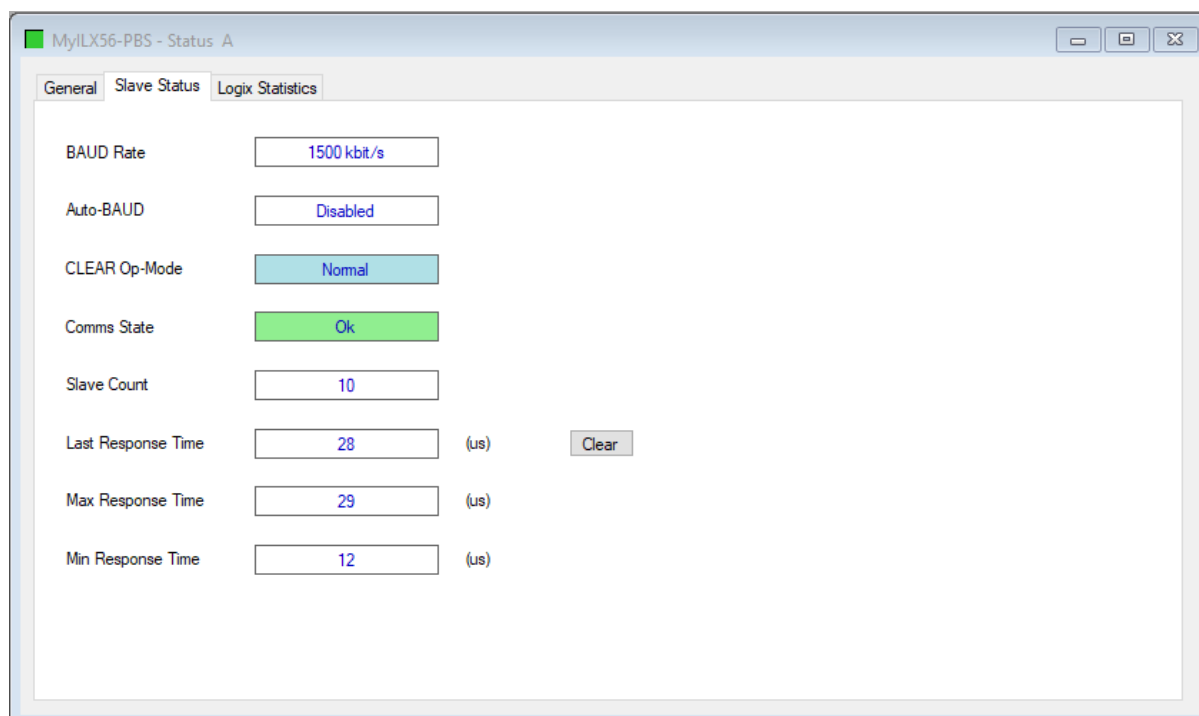 MyILX56-PBS - Status A
General Slave Status Logix Statistics
BAUD Rate 1500 kbit/s
Auto-BAUD Disabled
CLEAR Op-Mode Normal
Comms State Ok
Slave Count 10
Last Response Time 28 (us) Clear
Max Response Time 29 (us)
Min Response Time 12 (us)